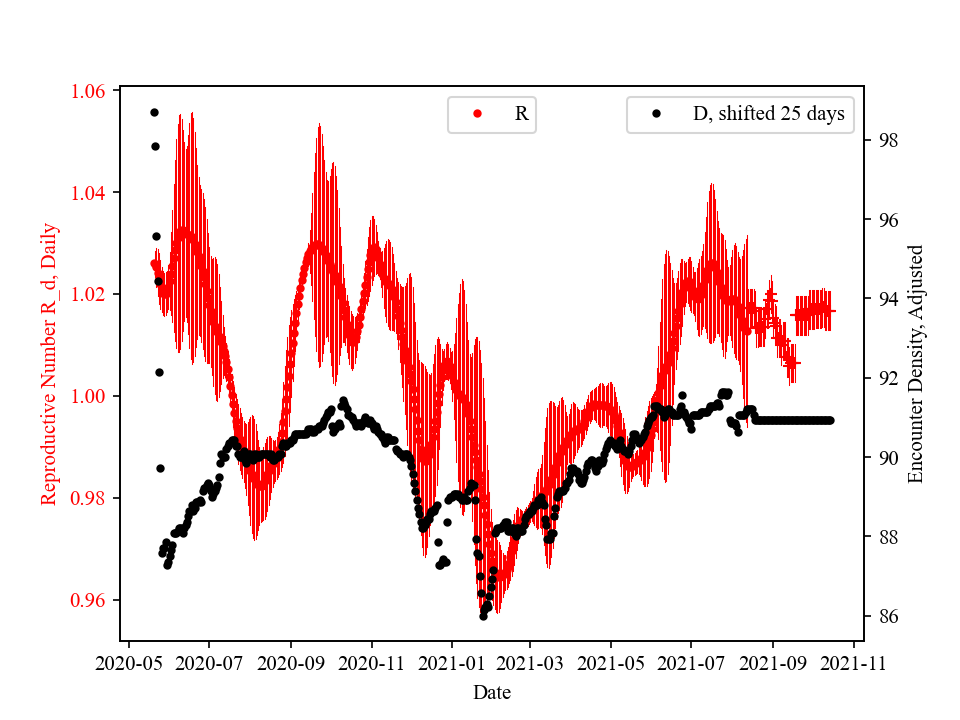 R
D, shifted 25 days
1.06
1.04
1.02
1.00
0.98
0.96
Reproductive Number R_d, Daily
98
96
94
92
90
88
86
Encounter Density, Adjusted
2020-05 2020-07 2020-09 2020-11 2021-01 2021-03 2021-05 2021-07 2021-09 2021-11
Date